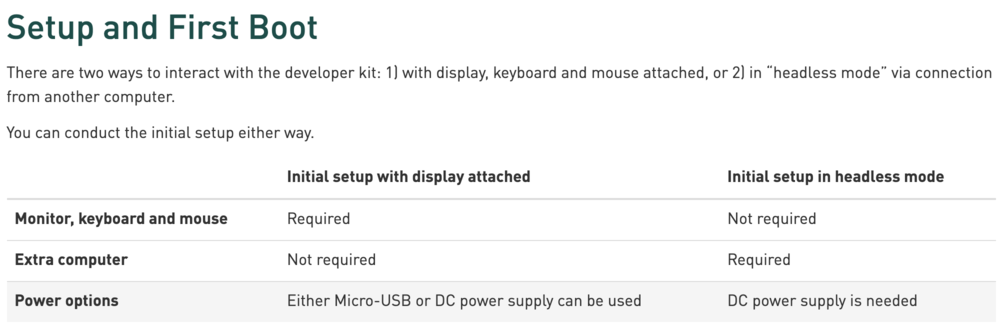 Setup and First Boot
There are two ways to interact with the developer kit: 1) with display, keyboard and mouse attached, or 2) in “headless mode” via connection
from another computer.
You can conduct the initial setup either way.
Initial setup with display attached Initial setup in headless mode
Monitor, keyboard and mouse Required Not required
Extra computer Not required Required
Power options Either Micro-USB or DC power supply can be used DC power supply is needed